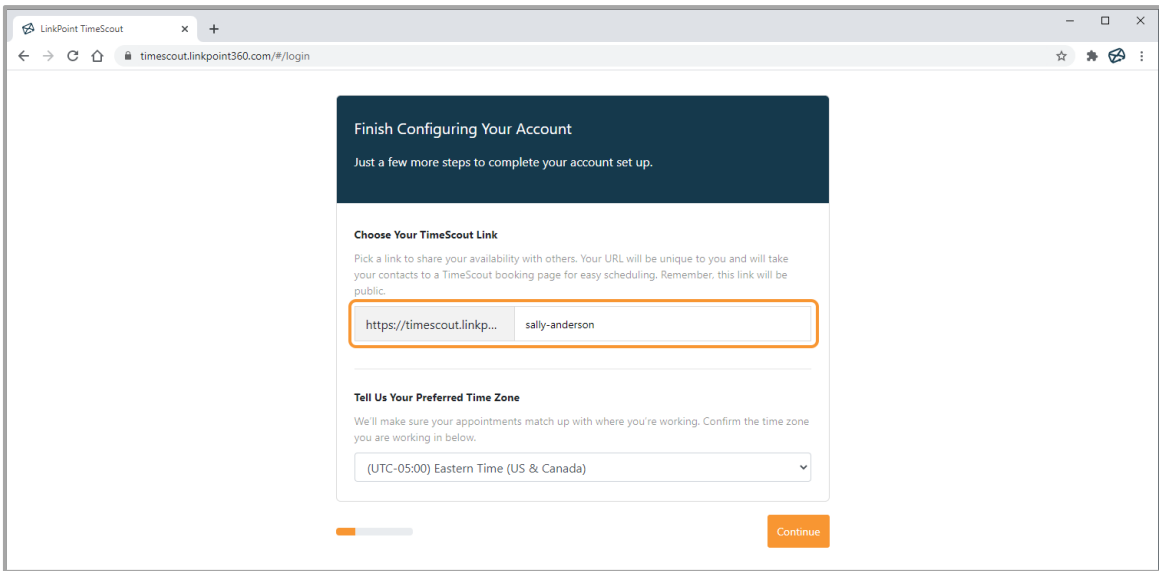 LinkPoint TimeScout
timescout.linkpoint360.com/#/login
Finish Configuring Your Account
Just a few more steps to complete your account set up.
Choose Your TimeScout Link
Pick a link to share your availability with others. Your URL will be unique to you and will take
your contacts to a TimeScout booking page for easy scheduling. Remember, this link will be
public.
https://timescout.linkp... sally-anderson
Tell Us Your Preferred Time Zone
We'll make sure your appointments match up with where you're working. Confirm the time zone
you are working in below.
(UTC-05:00) Eastern Time (US & Canada)
Continue